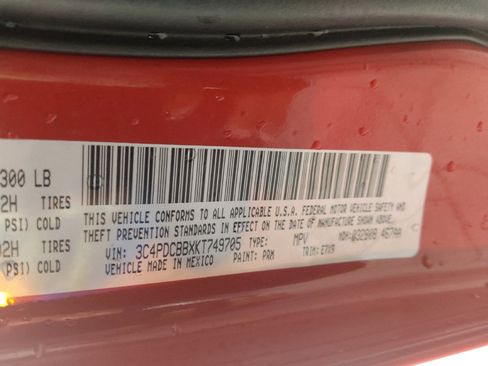 300 LB
2H TIRES
PSI) COLD
02H TIRES
PSI) COLD
THIS VEHICLE CONFORMS TO ALL APPLICABLE U.S.A. FEDERAL MOTOR VEHICLE SAFETY AND
THEFT PREVENTION STANDARDS IN EFFECT ON THE DATE OF MANUFACTURE SHOWN ABOVE.
VIN: 3C4PDCBBXKT749705 TYPE: MPV
VEHICLE MADE IN MEXICO PAINT: PRM TRIM: E7X9